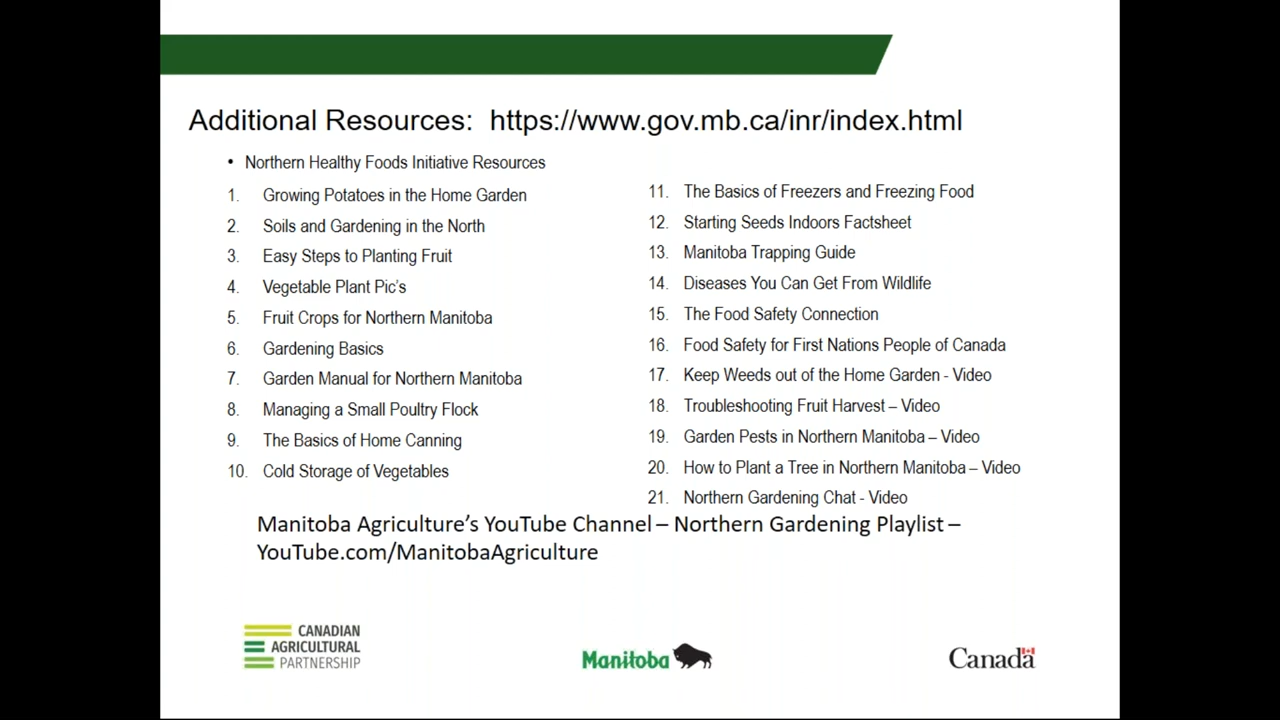 Additional Resources: https://www.gov.mb.ca/inr/index.html
• Northern Healthy Foods Initiative Resources
1. Growing Potatoes in the Home Garden
2. Soils and Gardening in the North
3. Easy Steps to Planting Fruit
4. Vegetable Plant Pic's
5. Fruit Crops for Northern Manitoba
6. Gardening Basics
7. Garden Manual for Northern Manitoba
8. Managing a Small Poultry Flock
9. The Basics of Home Canning
10. Cold Storage of Vegetables
11. The Basics of Freezers and Freezing Food
12. Starting Seeds Indoors Factsheet
13. Manitoba Trapping Guide
14. Diseases You Can Get From Wildlife
15. The Food Safety Connection
16. Food Safety for First Nations People of Canada
17. Keep Weeds out of the Home Garden - Video
18. Troubleshooting Fruit Harvest – Video
19. Garden Pests in Northern Manitoba – Video
20. How to Plant a Tree in Northern Manitoba – Video
21. Northern Gardening Chat - Video
Manitoba Agriculture's YouTube Channel – Northern Gardening Playlist –
YouTube.com/ManitobaAgriculture
CANADIAN
AGRICULTURAL
PARTNERSHIP
Manitoba
Canada